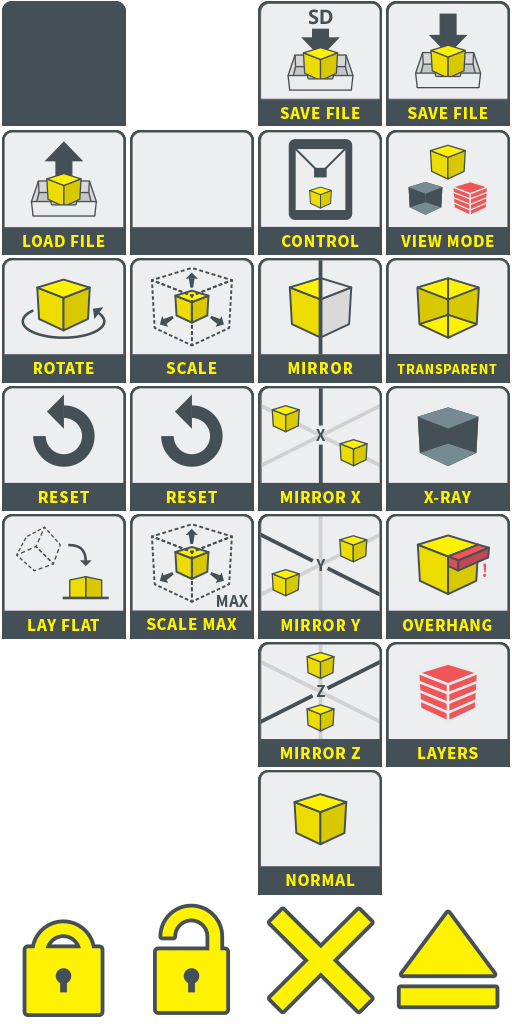 SD
SAVE FILE
SAVE FILE
LOAD FILE
CONTROL
VIEW MODE
ROTATE
SCALE
MIRROR
TRANSPARENT
RESET
RESET
X
MIRROR X
X-RAY
LAY FLAT
MAX
SCALE MAX
Y
MIRROR Y
!
OVERHANG
Z
MIRROR Z
LAYERS
NORMAL